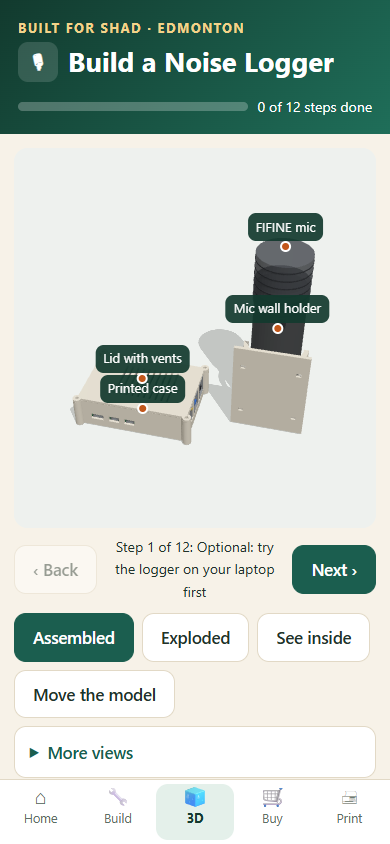 BUILT FOR SHAD · EDMONTON
Build a Noise Logger
0 of 12 steps done
FIFINE mic
Mic wall holder
Lid with vents
Printed case
‹ Back
Step 1 of 12: Optional: try
the logger on your laptop
first
Next ›
Assembled
Exploded
See inside
Move the model
More views
Home
Build
3D
Buy
Print